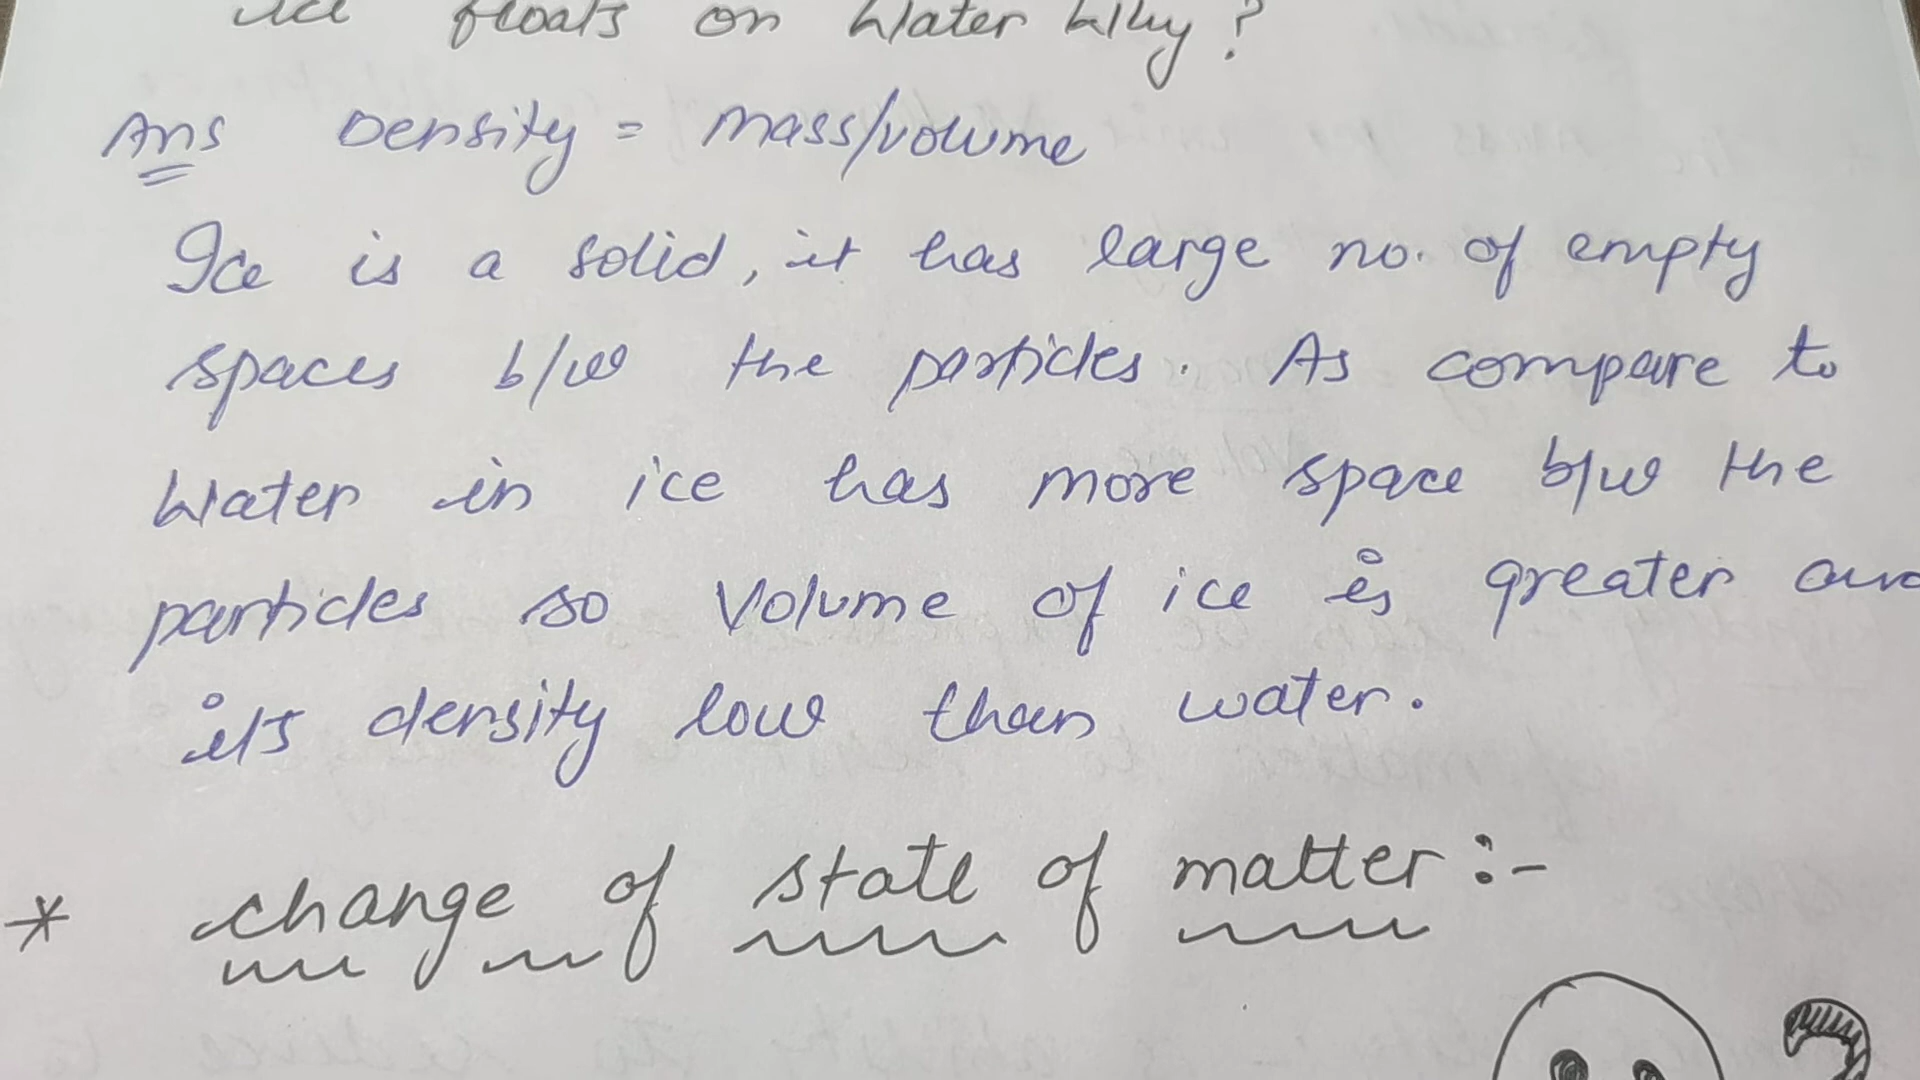 ice floats on Water Why?
Ans Density = mass/volume
Ice is a solid, it has large no. of empty
spaces b/w the particles. As compare to
Water in ice has more space b/w the
particles so Volume of ice is greater and
its density low than water.
* change of state of matter :-